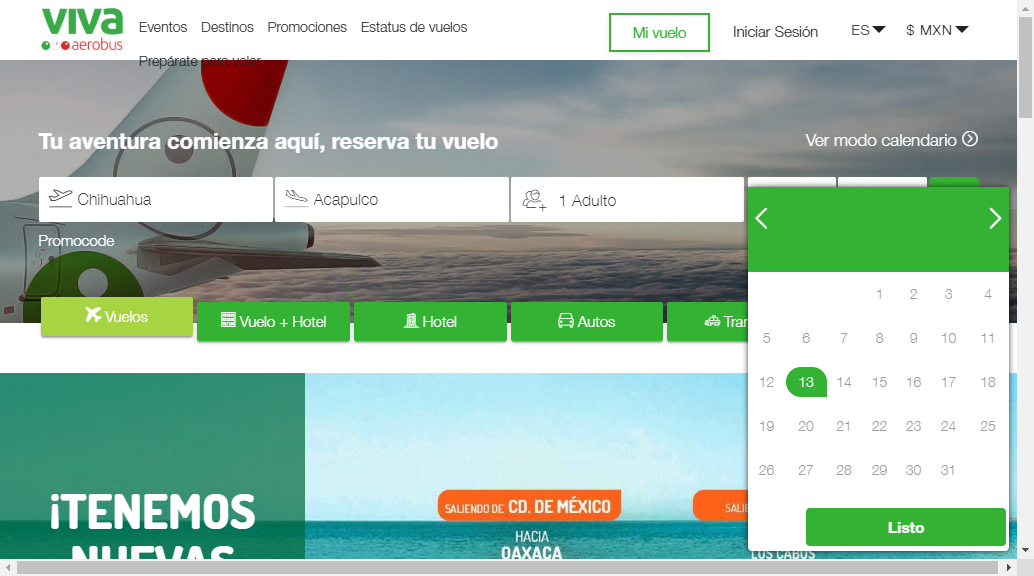 viva
aerobus
Eventos Destinos Promociones Estatus de vuelos
Prepárate para volar
Mi vuelo
Iniciar Sesión
ES
$ MXN
Tu aventura comienza aquí, reserva tu vuelo
Ver modo calendario
Chihuahua
Acapulco
1 Adulto
Promocode
Vuelos
Vuelo + Hotel
Hotel
Autos
Tran
1 2 3 4
5 6 7 8 9 10 11
12 13 14 15 16 17 18
19 20 21 22 23 24 25
26 27 28 29 30 31
Listo
¡TENEMOS
NUEVAS
SALIENDO DE CD. DE MÉXICO
HACIA
OAXACA
SALIE
LOS CABOS